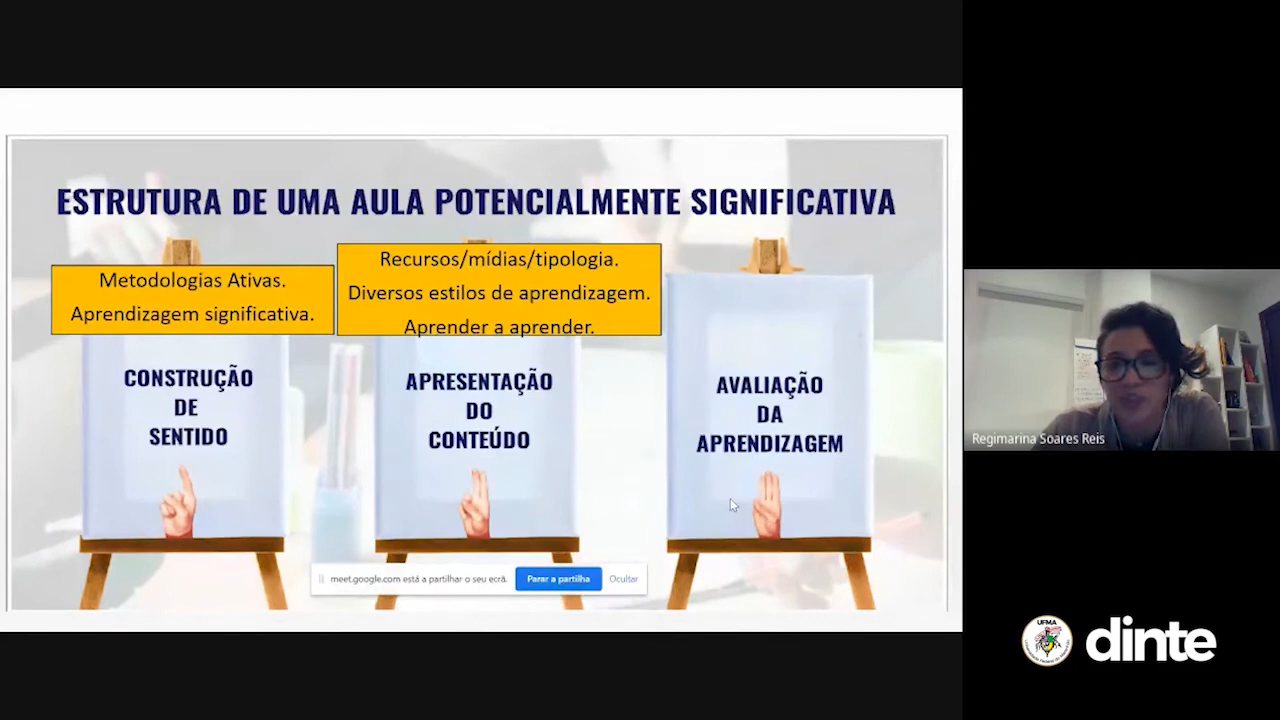 ESTRUTURA DE UMA AULA POTENCIALMENTE SIGNIFICATIVA
Metodologias Ativas.
Aprendizagem significativa.
Recursos/mídias/tipologia.
Diversos estilos de aprendizagem.
Aprender a aprender.
CONSTRUÇÃO
DE
SENTIDO
APRESENTAÇÃO
DO
CONTEÚDO
AVALIAÇÃO
DA
APRENDIZAGEM
meet.google.com está a partilhar o seu ecrã.
Parar a partilha
Ocultar
Regimarina Soares Reis
UFMA
dinte